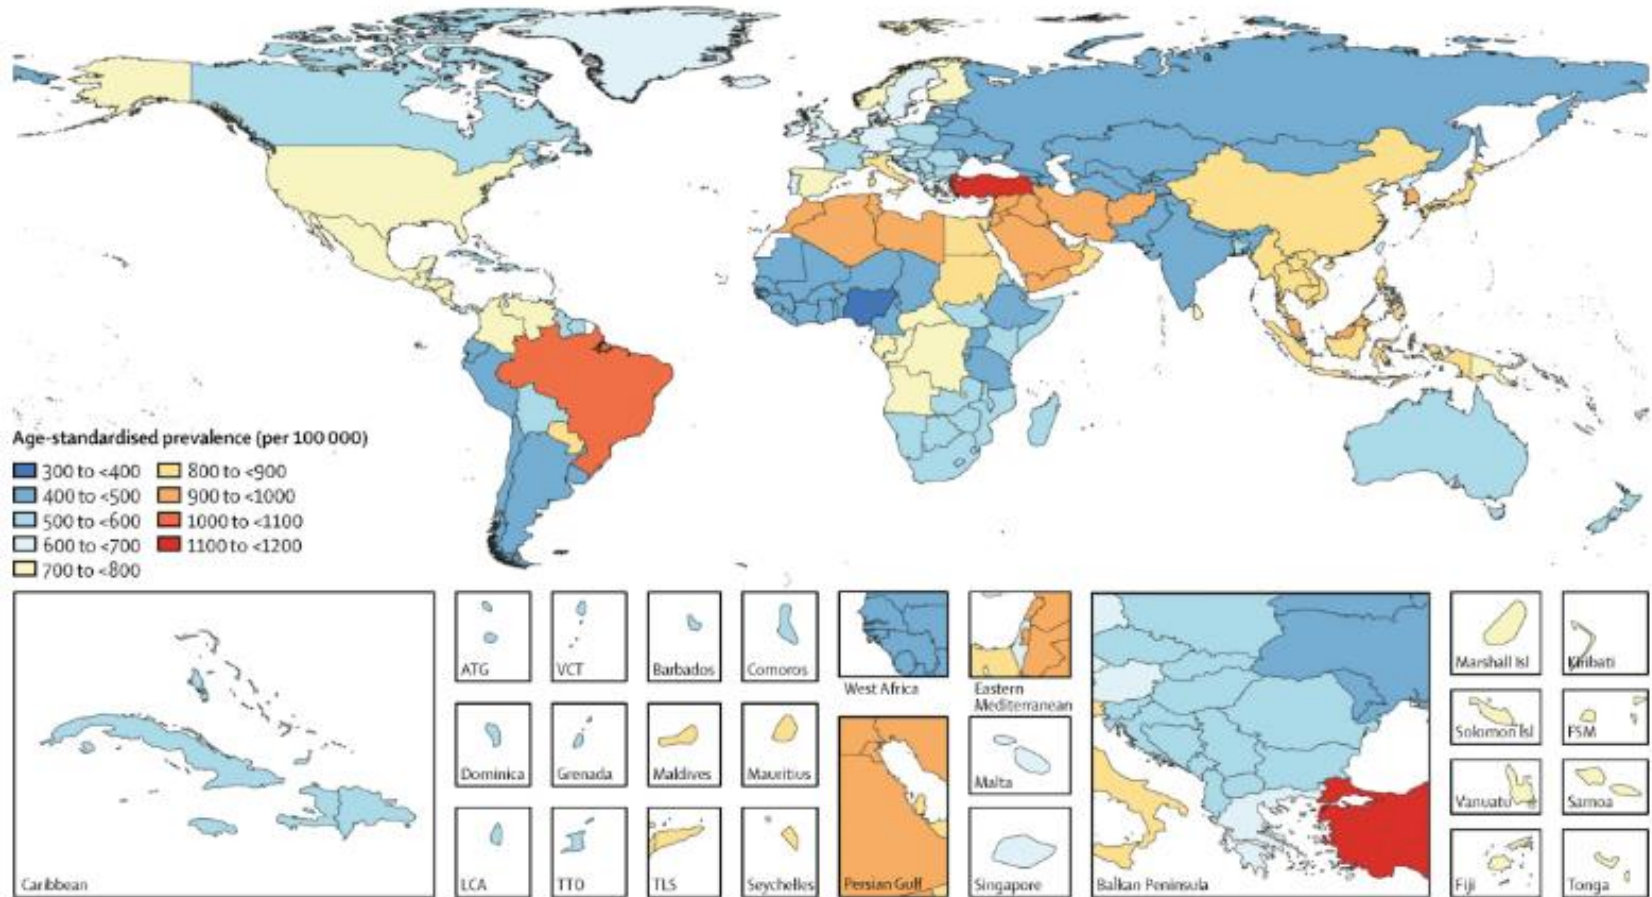 Age-standardised prevalence (per 100 000)
300 to <400
400 to <500
500 to <600
600 to <700
700 to <800
800 to <900
900 to <1000
1000 to <1100
1100 to <1200
Caribbean
ATG
VCT
Barbados
Comoros
Dominica
Grenada
Maldives
Mauritius
LCA
TTO
TLS
Seychelles
West Africa
Persian Gulf
Eastern
Mediterranean
Malta
Singapore
Balkan Peninsula
Marshall Isl
Kiribati
Solomon Isl
FSM
Vanuatu
Samoa
Fiji
Tonga